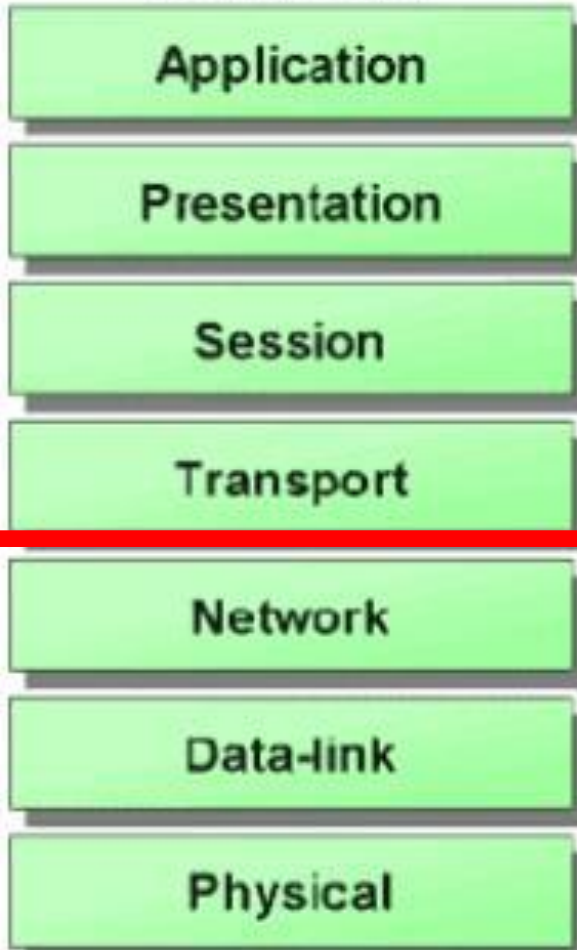 Application
Presentation
Session
Transport
Network
Data-link
Physical